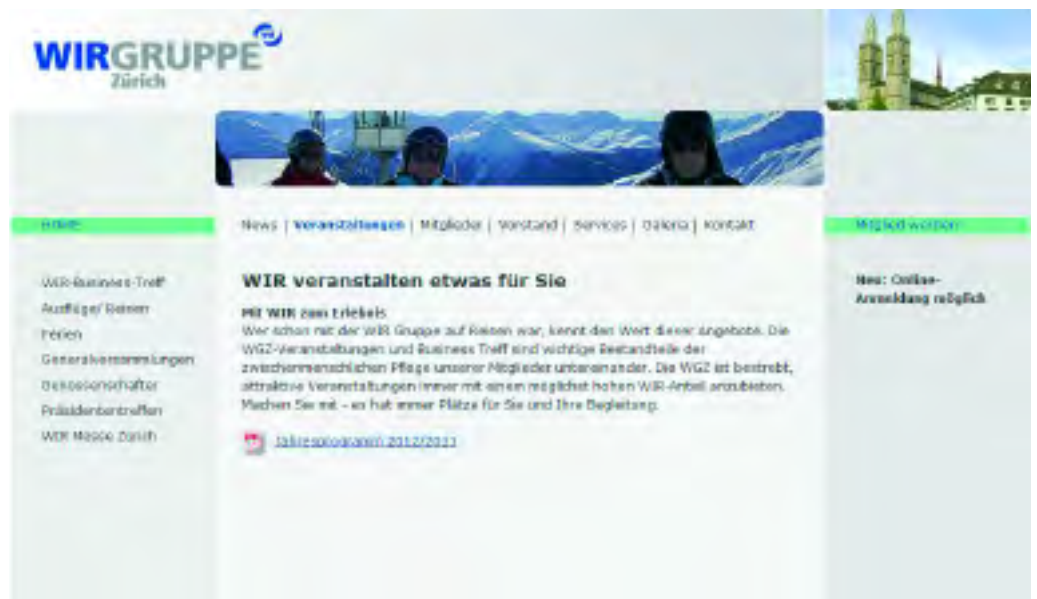 WIRGRUPPE
Zürich
HOME
News | Veranstaltungen | Mitglieder | Vorstand | Services | Galerie | Kontakt
Mitglied werden
WIR-Business-Treff
Ausflüge/ Reisen
Ferien
Generalversammlungen
Genossenschafter
Präsidententreffen
WIR Messe Zürich
WIR veranstalten etwas für Sie
Mit WIR zum Erlebnis
Wer schon mit der WIR Gruppe auf Reisen war, kennt den Wert dieser Angebote. Die
WGZ-Veranstaltungen und Business Treff sind wichtige Bestandteile der
zwischenmenschlichen Pflege unserer Mitglieder untereinander. Die WGZ ist bestrebt,
attraktive Veranstaltungen immer mit einem möglichst hohen WIR-Anteil anzubieten.
Machen Sie mit - es hat immer Plätze für Sie und Ihre Begleitung.
Jahresprogramm 2012/2013
Neu: Online-
Anmeldung möglich